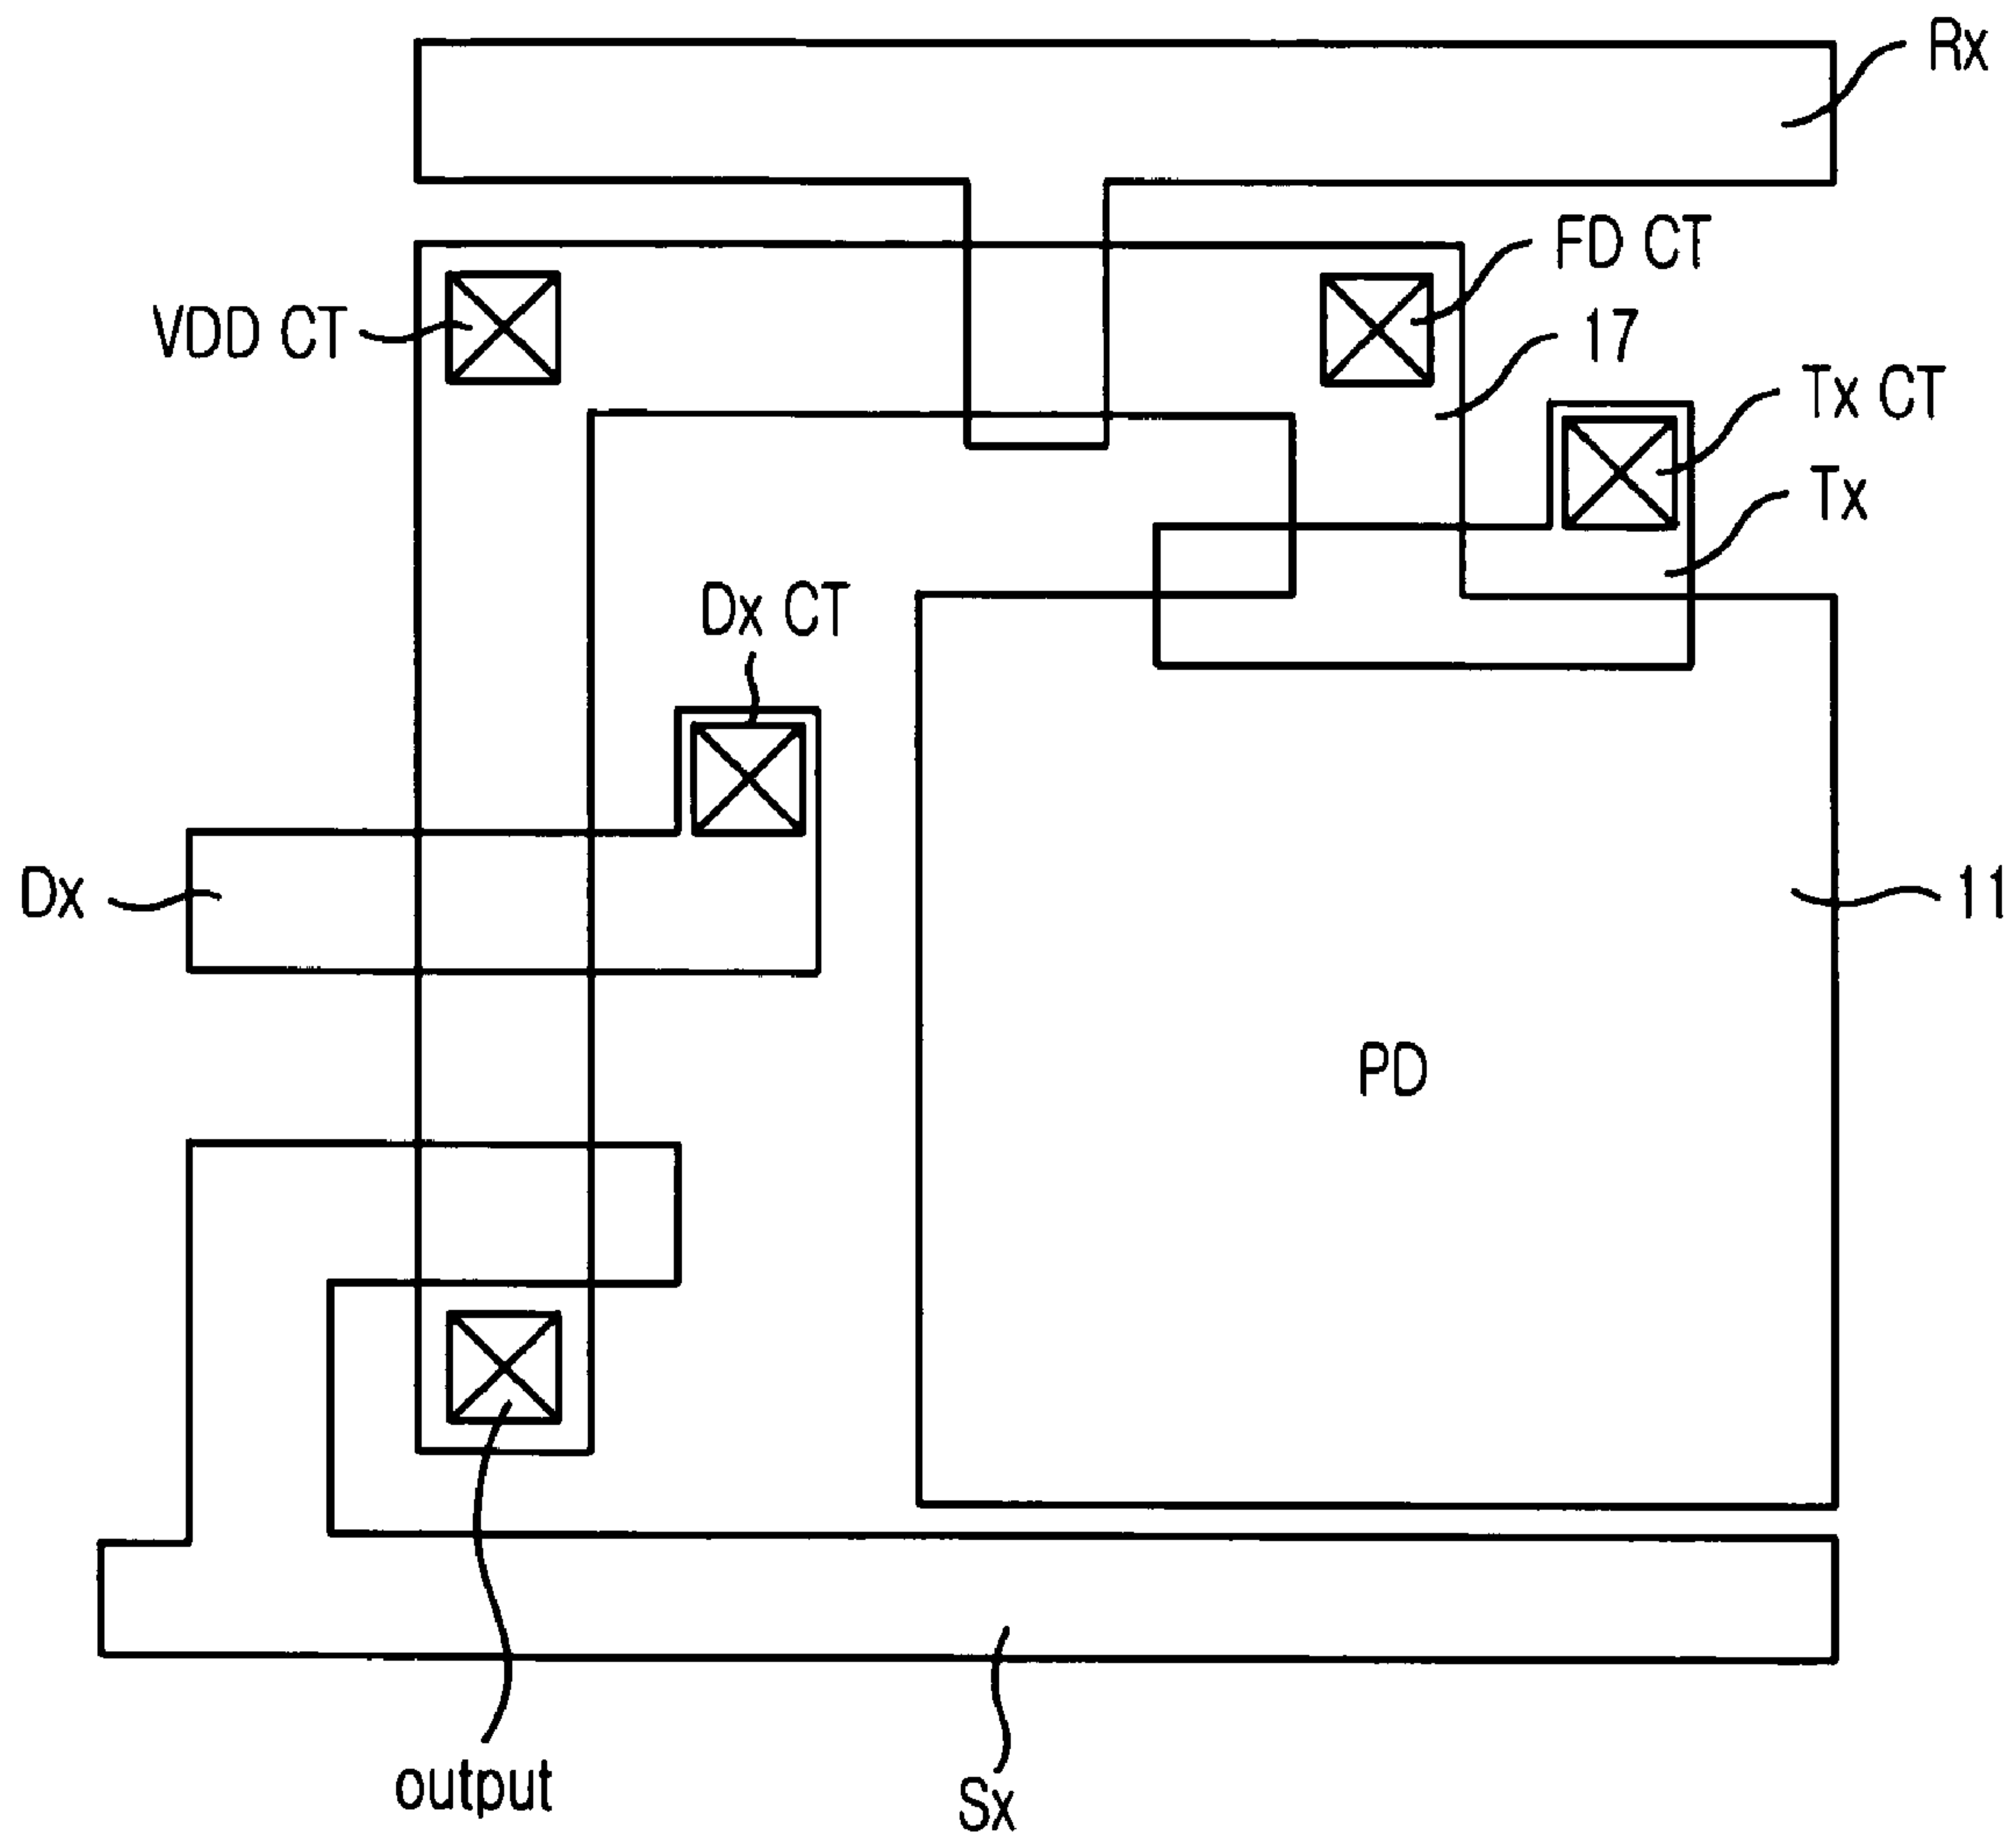 Rx
FD CT
VDD CT
17
Tx CT
Tx
Dx CT
Dx
11
PD
output
Sx